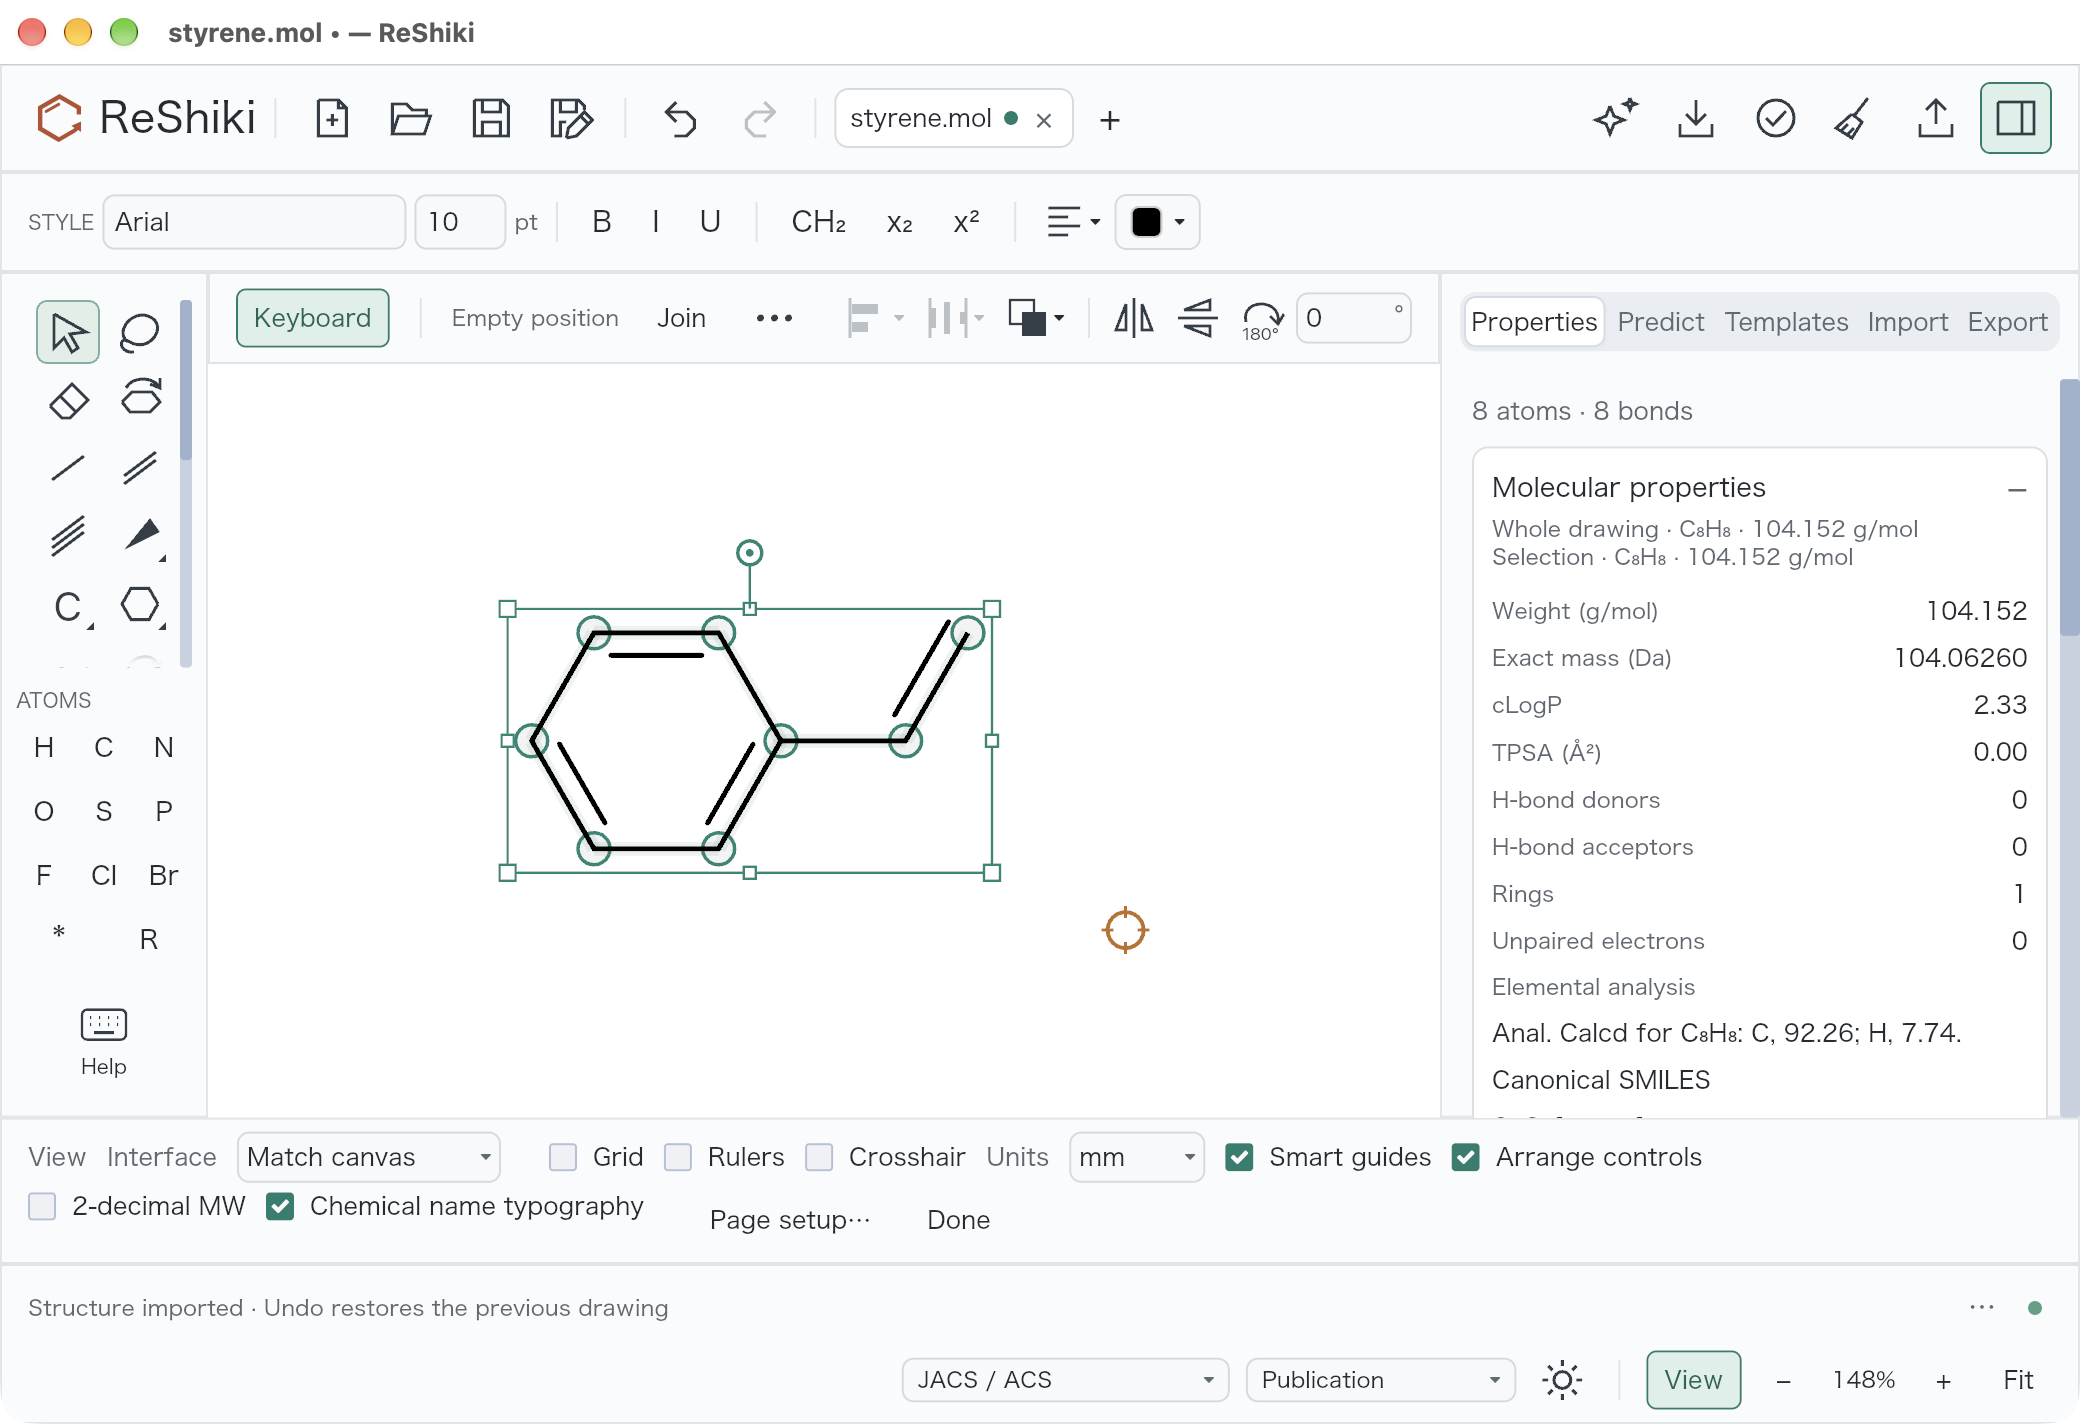 styrene.mol • — ReShiki
ReShiki
styrene.mol ● × +
STYLE Arial 10 pt B I U CH₂ x₂ x²
Keyboard Empty position Join ••• 180° 0 °
Properties Predict Templates Import Export
C
ATOMS
H C N
O S P
F Cl Br
* R
Help
8 atoms · 8 bonds
Molecular properties –
Whole drawing · C₈H₈ · 104.152 g/mol
Selection · C₈H₈ · 104.152 g/mol
Weight (g/mol) 104.152
Exact mass (Da) 104.06260
cLogP 2.33
TPSA (Å²) 0.00
H-bond donors 0
H-bond acceptors 0
Rings 1
Unpaired electrons 0
Elemental analysis
Anal. Calcd for C₈H₈: C, 92.26; H, 7.74.
Canonical SMILES
View Interface Match canvas Grid Rulers Crosshair Units mm Smart guides Arrange controls
2-decimal MW Chemical name typography Page setup… Done
Structure imported · Undo restores the previous drawing …
JACS / ACS Publication View – 148% + Fit